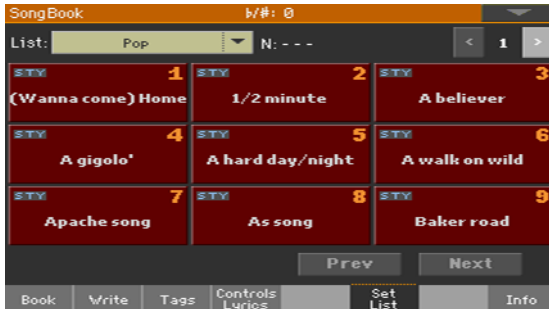 SongBook b/#: 0
List: Pop N: - - - < 1 >
STY 1 STY 2 STY 3
(Wanna come) Home 1/2 minute A believer
STY 4 STY 5 STY 6
A gigolo' A hard day/night A walk on wild
STY 7 STY 8 STY 9
Apache song As song Baker road
Prev Next
Book Write Tags Controls Lyrics Set List Info